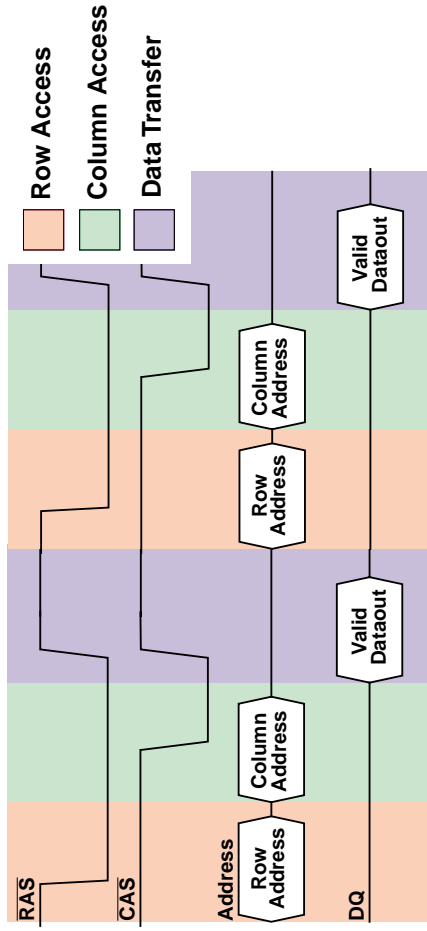 Row Access
Column Access
Data Transfer
RAS
CAS
Address
Row
Address
Column
Address
Row
Address
Column
Address
DQ
Valid
Dataout
Valid
Dataout